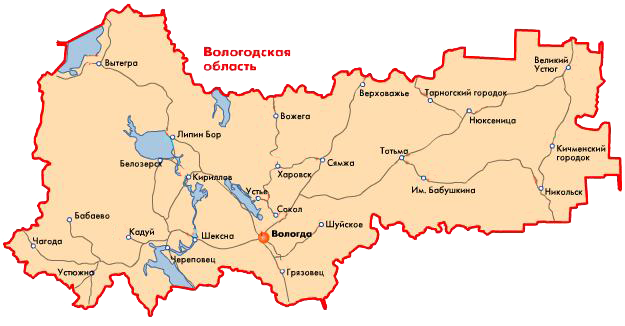 Вологодская
область
Вытегра
Великий
Устюг
Верховажье
Тарногский городок
Вожега
Нюксеница
Липин Бор
Кичменский
городок
Тотьма
Белозерск
Сямжа
Харовск
Кириллов
Им. Бабушкина
Никольск
Устье
Сокол
Бабаево
Шуйское
Кадуй
Шексна
Вологда
Чагода
Череповец
Устюжна
Грязовец